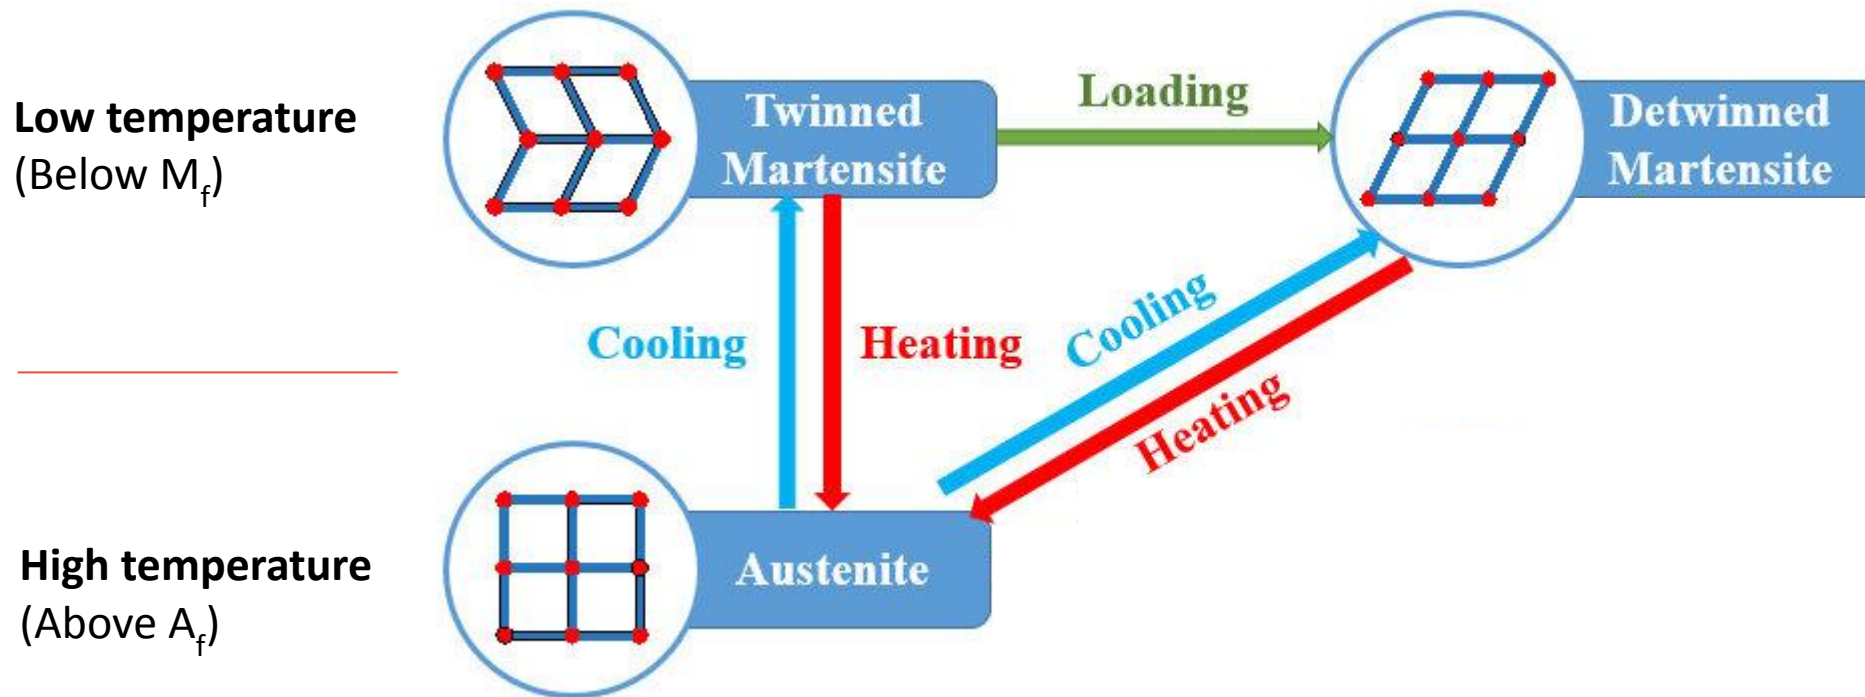 Low temperature
(Below Mf)
Twinned
Martensite
Loading
Detwinned
Martensite
Cooling
Heating
Cooling
Heating
High temperature
(Above Af)
Austenite